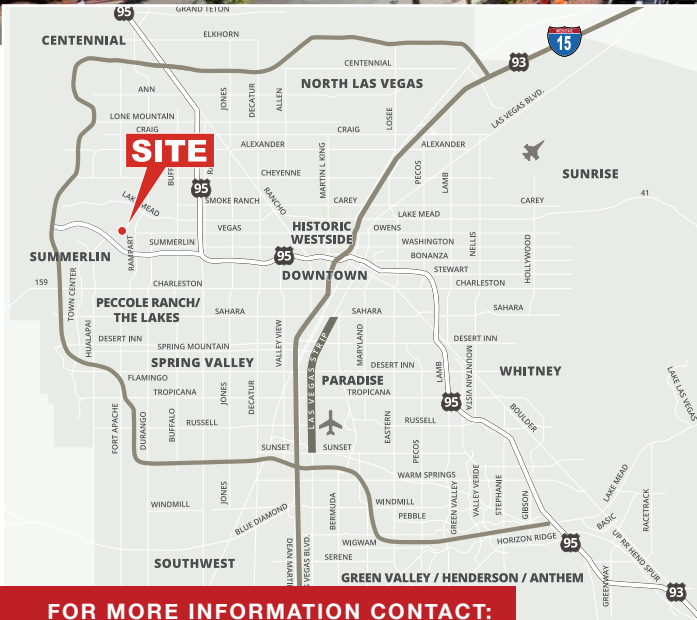 95
GRAND TETON
ELKHORN
CENTENNIAL
INTERSTATE
15
93
CENTENNIAL
NORTH LAS VEGAS
ANN
JONES
DECATUR
ALLEN
LAS VEGAS BLVD.
LONE MOUNTAIN
CRAIG
LOSEE
CRAIG
SITE
ALEXANDER
ALEXANDER
CHEYENNE
MARTIN L KING
PECOS
LAMB
SUNRISE
95
SMOKE RANCH
RANCHO
CAREY
CAREY
41
LAKE MEAD
LAKE MEAD
VEGAS
HISTORIC
WESTSIDE
OWENS
RAMPART
SUMMERLIN
WASHINGTON
NELLIS
HOLLYWOOD
SUMMERLIN
95
BONANZA
STEWART
DOWNTOWN
159
CHARLESTON
CHARLESTON
TOWN CENTER
PECCOLE RANCH/
THE LAKES
SAHARA
SAHARA
SAHARA
HUALAPAI
DESERT INN
SPRING MOUNTAIN
VALLEY VIEW
LAS VEGAS STRIP
MARYLAND
DESERT INN
SPRING VALLEY
DESERT INN
LAMB
MOUNTAIN VISTA
WHITNEY
FLAMINGO
PARADISE
TROPICANA
TROPICANA
JONES
DECATUR
95
LAKE LAS VEGAS
FORT APACHE
DURANGO
BUFFALO
RUSSELL
EASTERN
RUSSELL
BOULDER
SUNSET
SUNSET
PECOS
WARM SPRINGS
JONES
WINDMILL
BLUE DIAMOND
BERMUDA
WINDMILL
PEBBLE
GREEN VALLEY
VALLEY VERDE
STEPHANIE
GIBSON
LAKE MEAD
RACETRACK
BASIC
WIGWAM
SERENE
HORIZON RIDGE
95
UP RR HEND SPUR
SOUTHWEST
DEAN MARTI
VEGAS BLVD.
GREEN VALLEY / HENDERSON / ANTHEM
GREENWAY
93
FOR MORE INFORMATION CONTACT: